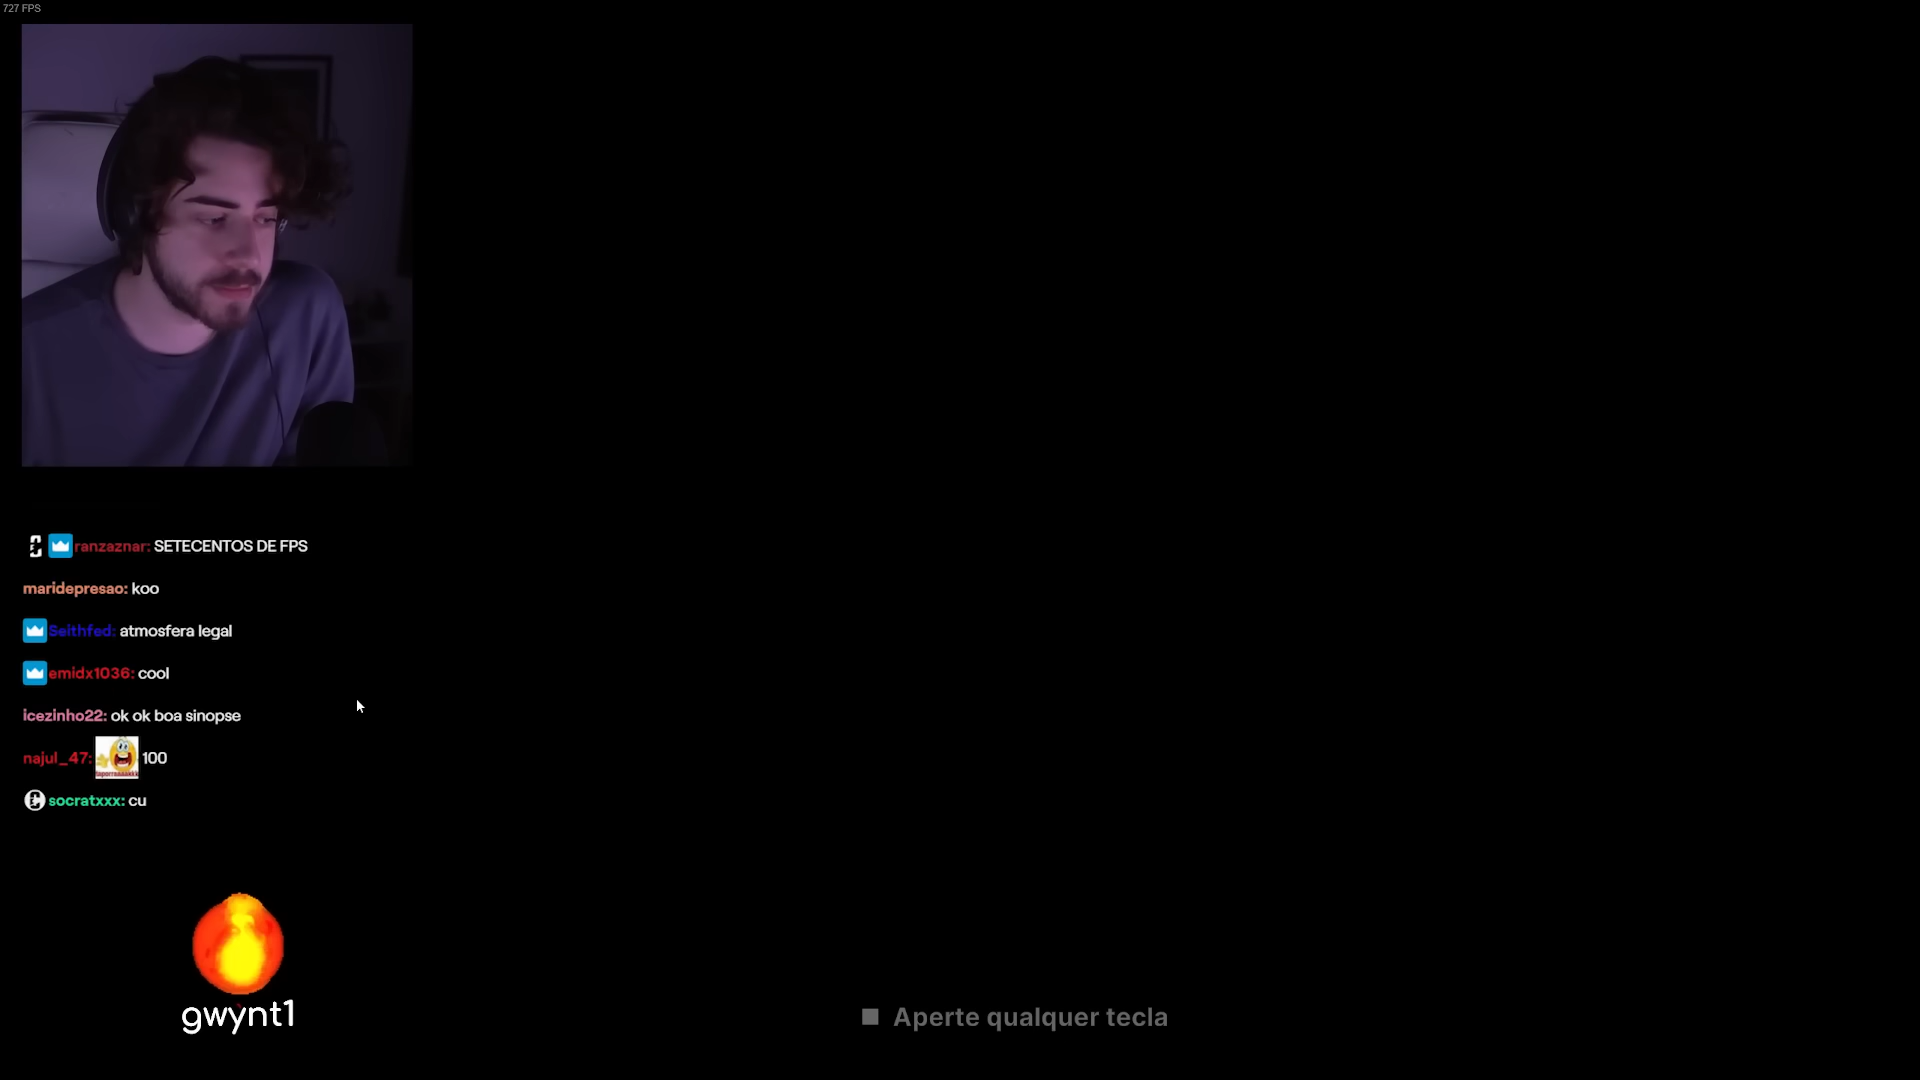 727 FPS
ranzaznar: SETECENTOS DE FPS
maridepresao: koo
Seithfed: atmosfera legal
emidx1036: cool
icezinho22: ok ok boa sinopse
najul_47: 100
socratxxx: cu
gwynt1
Aperte qualquer tecla